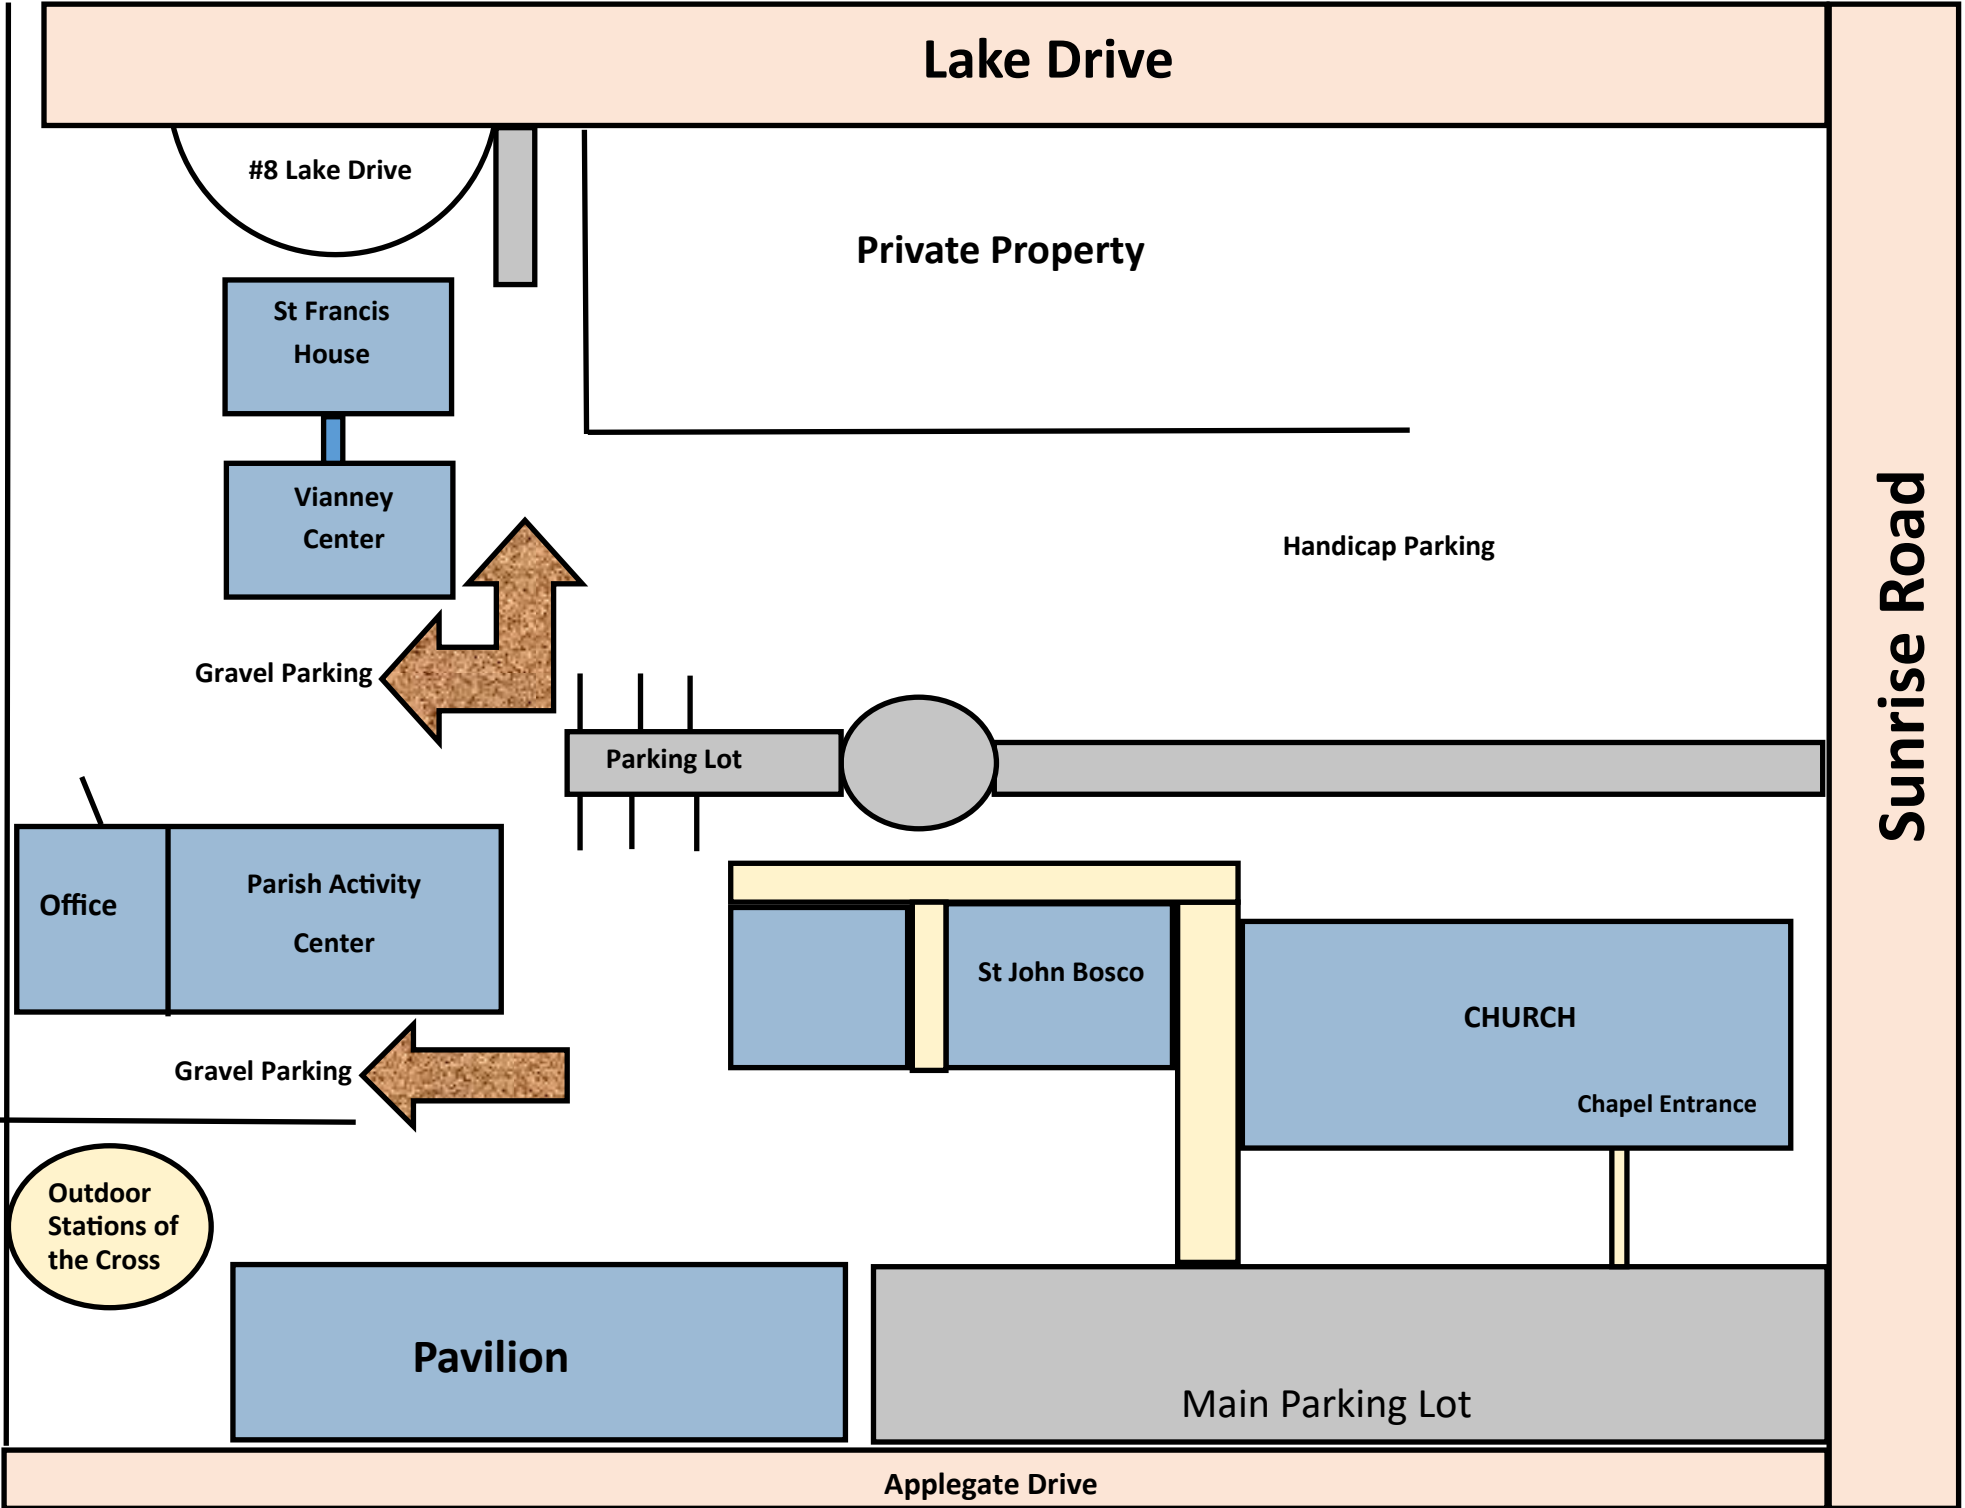 Lake Drive
#8 Lake Drive
Private Property
St Francis
House
Vianney
Center
Handicap Parking
Sunrise Road
Gravel Parking
Parking Lot
Office
Parish Activity
Center
St John Bosco
CHURCH
Gravel Parking
Chapel Entrance
Outdoor
Stations of
the Cross
Pavilion
Main Parking Lot
Applegate Drive